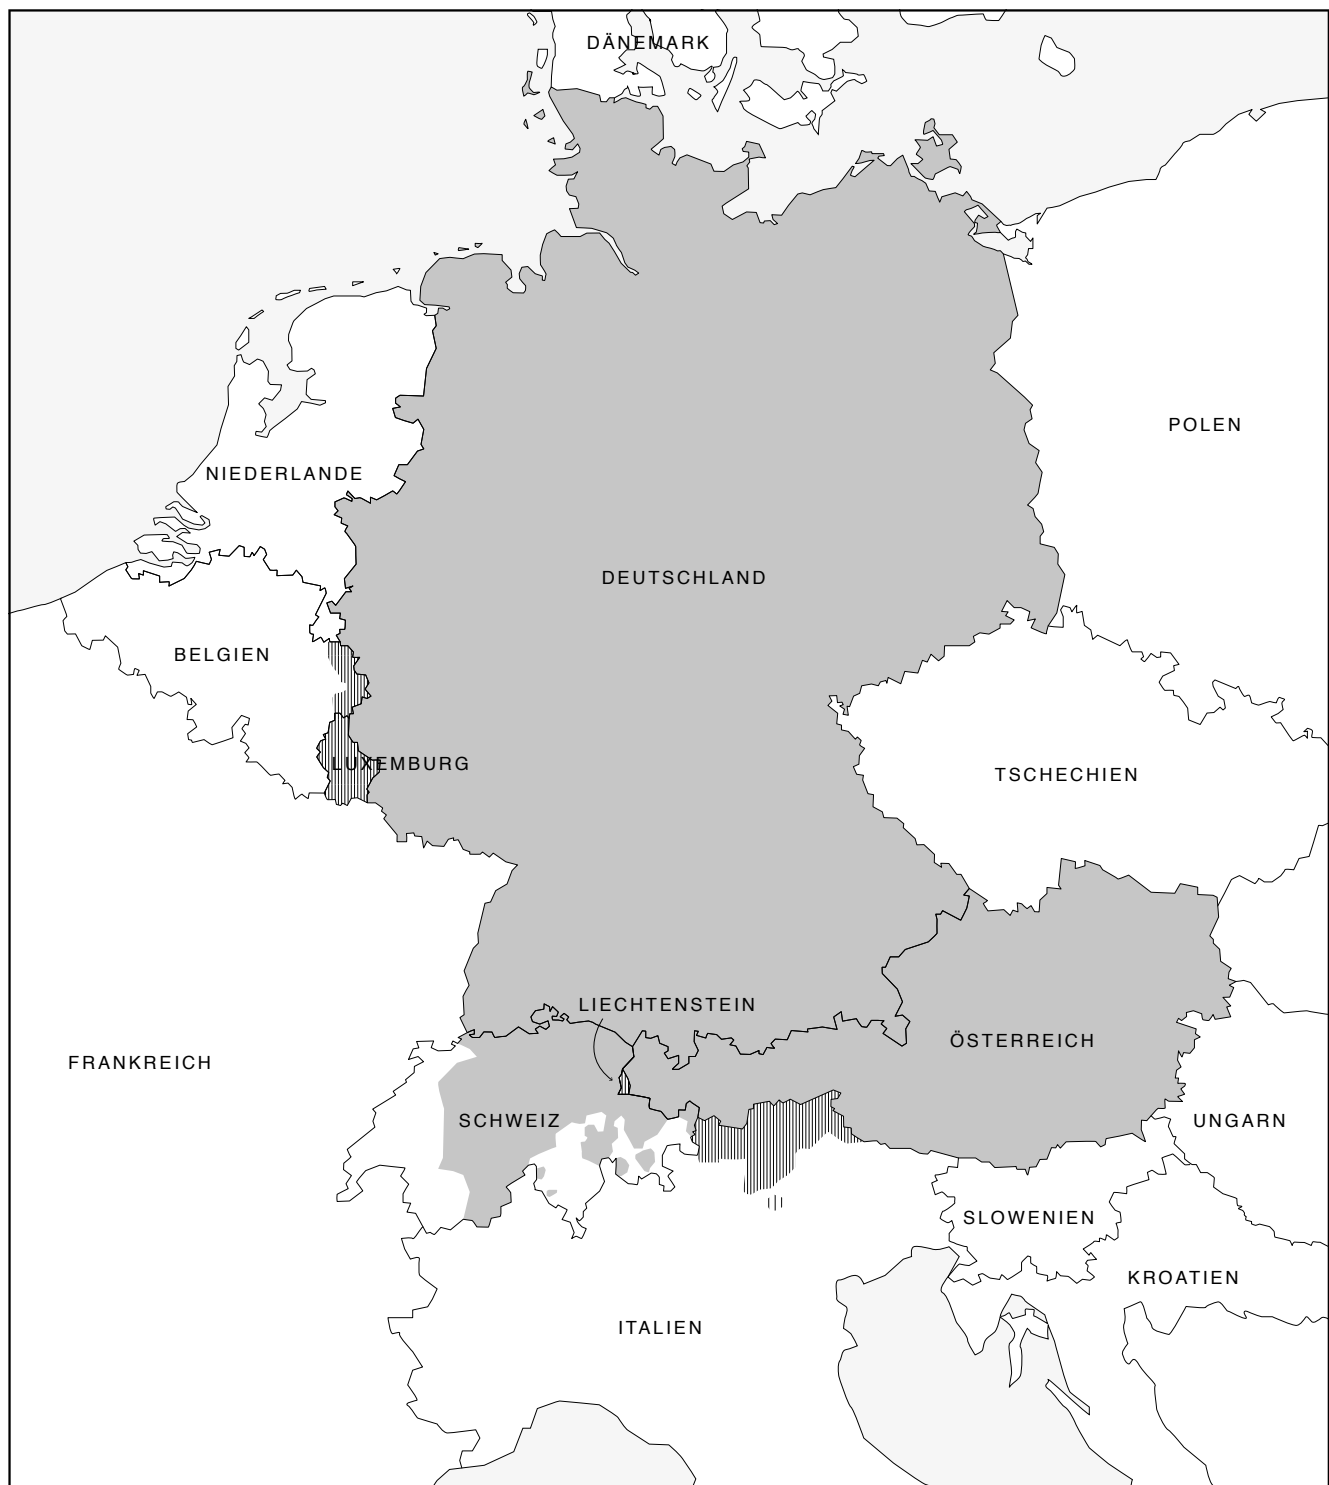 DÄNEMARK
POLEN
NIEDERLANDE
DEUTSCHLAND
BELGIEN
LUXEMBURG
TSCHECHIEN
LIECHTENSTEIN
ÖSTERREICH
FRANKREICH
SCHWEIZ
UNGARN
SLOWENIEN
KROATIEN
ITALIEN